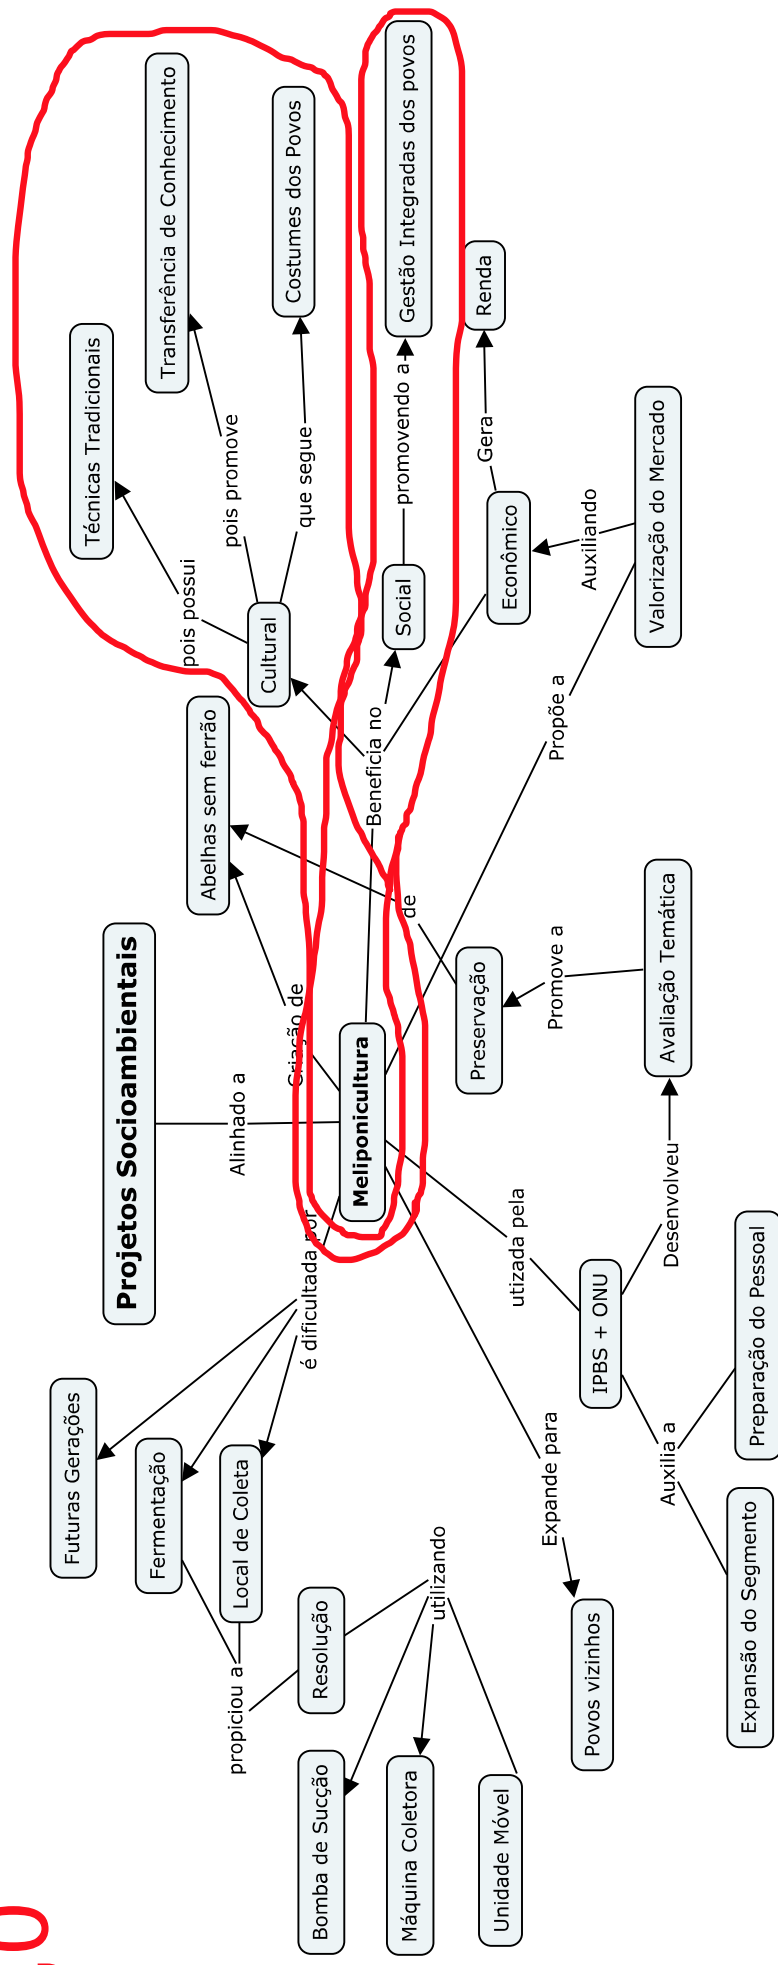 Projetos Socioambientais
Alinhado a
Meliponicultura
Criação de
Abelhas sem ferrão
é dificultada por
Futuras Gerações
Fermentação
Local de Coleta
propiciou a
Resolução
utilizando
Bomba de Sucção
Máquina Coletora
Unidade Móvel
Expande para
Povos vizinhos
utizada pela
IPBS + ONU
Auxilia a
Expansão do Segmento
Preparação do Pessoal
Desenvolveu
Avaliação Temática
Promove a
Preservação
de
Propõe a
Valorização do Mercado
Auxiliando
Econômico
Gera
Renda
Beneficia no
Social
promovendo a
Gestão Integradas dos povos
Cultural
pois possui
Técnicas Tradicionais
pois promove
Transferência de Conhecimento
que segue
Costumes dos Povos